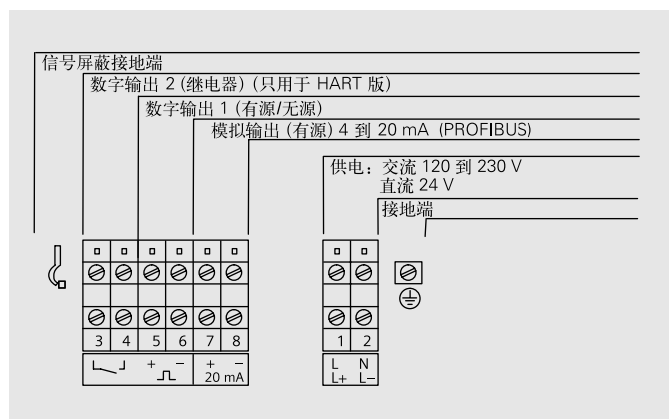 信号屏蔽接地端
数字输出 2 (继电器) (只用于 HART 版)
数字输出 1 (有源/无源)
模拟输出 (有源) 4 到 20 mA (PROFIBUS)
供电: 交流 120 到 230 V
直流 24 V
接地端
3 4 5 6 7 8 1 2
+ − + − L N
20 mA L+ L−